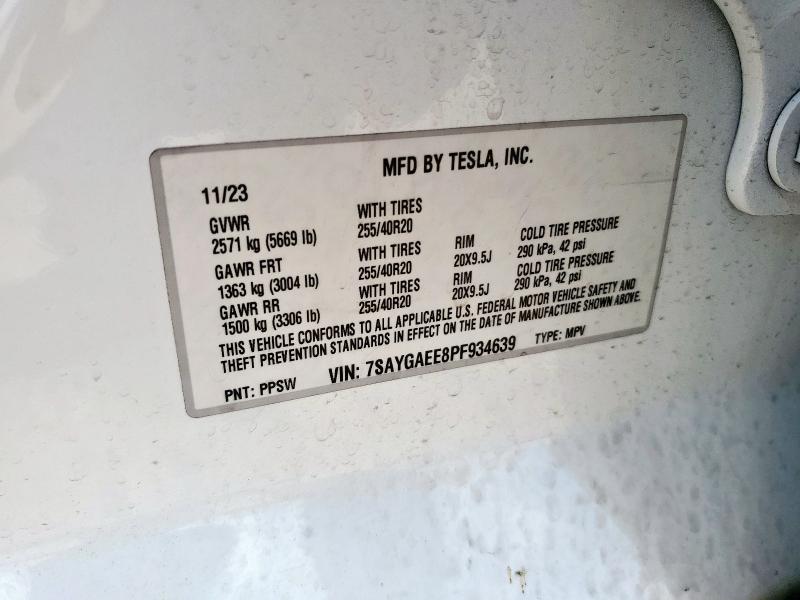 MFD BY TESLA, INC.
11/23
GVWR WITH TIRES
2571 kg (5669 lb) 255/40R20
GAWR FRT WITH TIRES RIM COLD TIRE PRESSURE
1363 kg (3004 lb) 255/40R20 20X9.5J 290 kPa, 42 psi
GAWR RR WITH TIRES RIM COLD TIRE PRESSURE
1500 kg (3306 lb) 255/40R20 20X9.5J 290 kPa, 42 psi
THIS VEHICLE CONFORMS TO ALL APPLICABLE U.S. FEDERAL MOTOR VEHICLE SAFETY AND
THEFT PREVENTION STANDARDS IN EFFECT ON THE DATE OF MANUFACTURE SHOWN ABOVE.
PNT: PPSW VIN: 7SAYGAEE8PF934639 TYPE: MPV